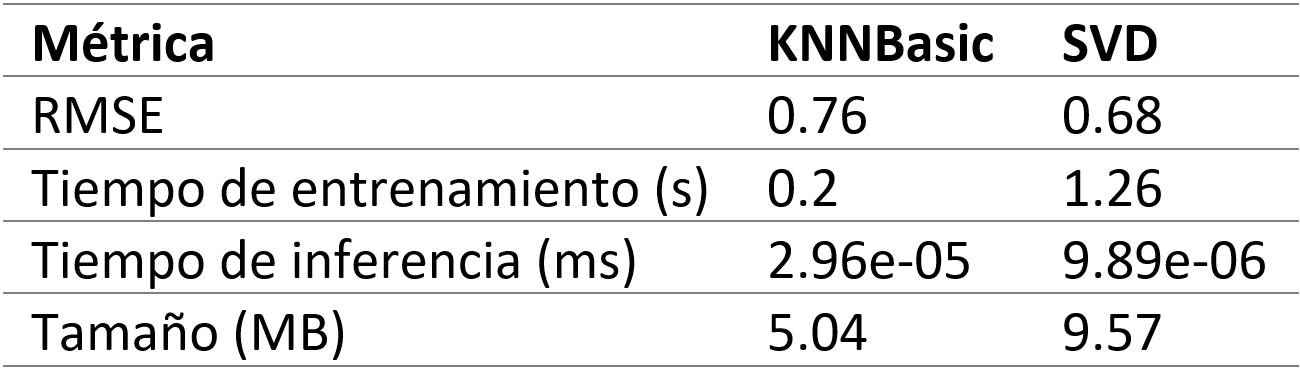 Métrica KNNBasic SVD
RMSE 0.76 0.68
Tiempo de entrenamiento (s) 0.2 1.26
Tiempo de inferencia (ms) 2.96e-05 9.89e-06
Tamaño (MB) 5.04 9.57